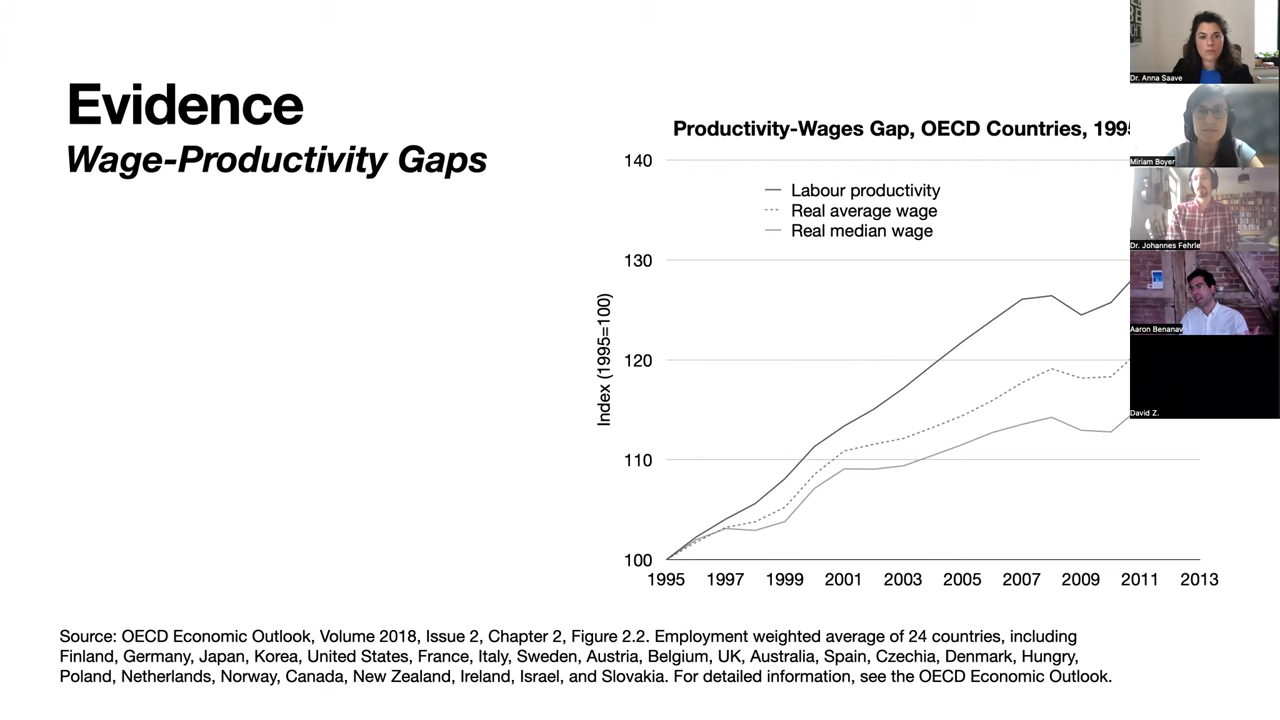 Evidence
Wage-Productivity Gaps
Productivity-Wages Gap, OECD Countries, 1995
140
130
120
110
100
Index (1995=100)
Labour productivity
Real average wage
Real median wage
1995 1997 1999 2001 2003 2005 2007 2009 2011 2013
Source: OECD Economic Outlook, Volume 2018, Issue 2, Chapter 2, Figure 2.2. Employment weighted average of 24 countries, including
Finland, Germany, Japan, Korea, United States, France, Italy, Sweden, Austria, Belgium, UK, Australia, Spain, Czechia, Denmark, Hungry,
Poland, Netherlands, Norway, Canada, New Zealand, Ireland, Israel, and Slovakia. For detailed information, see the OECD Economic Outlook.
Dr. Anna Saave
Miriam Boyer
Dr. Johannes Fehrle
Aaron Benanav
David Z.